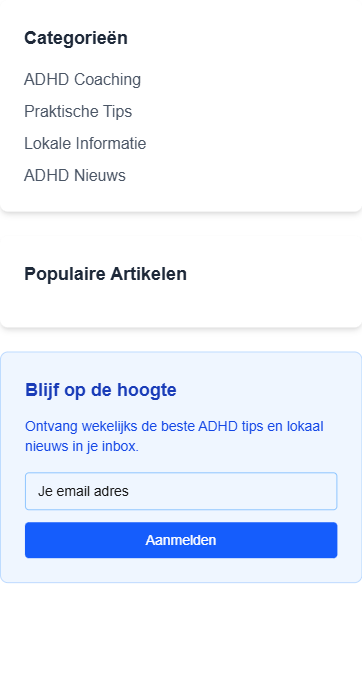 Categorieën
ADHD Coaching
Praktische Tips
Lokale Informatie
ADHD Nieuws
Populaire Artikelen
Blijf op de hoogte
Ontvang wekelijks de beste ADHD tips en lokaal
nieuws in je inbox.
Je email adres
Aanmelden